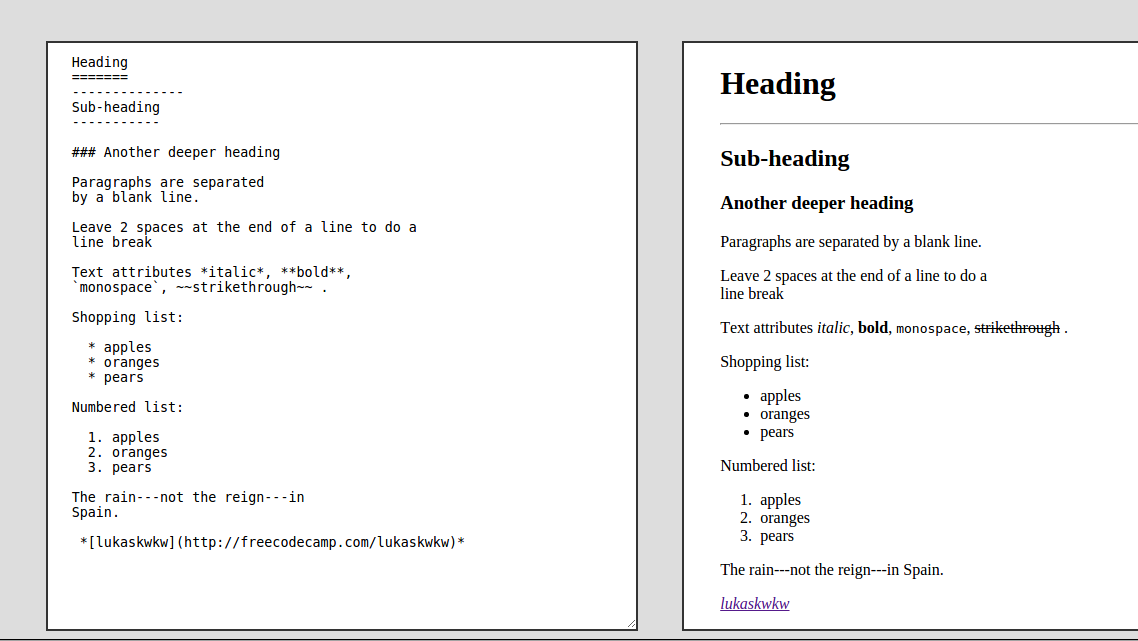 Heading
=======
--------------
Sub-heading
-----------
### Another deeper heading
Paragraphs are separated
by a blank line.
Leave 2 spaces at the end of a line to do a
line break
Text attributes *italic*, **bold**,
`monospace`, ~~strikethrough~~ .
Shopping list:
* apples
* oranges
* pears
Numbered list:
1. apples
2. oranges
3. pears
The rain---not the reign---in
Spain.
*[lukaskwkw](http://freecodecamp.com/lukaskwkw)*
Heading
Sub-heading
Another deeper heading
Paragraphs are separated by a blank line.
Leave 2 spaces at the end of a line to do a
line break
Text attributes italic, bold, monospace, strikethrough .
Shopping list:
• apples
• oranges
• pears
Numbered list:
1. apples
2. oranges
3. pears
The rain---not the reign---in Spain.
lukaskwkw